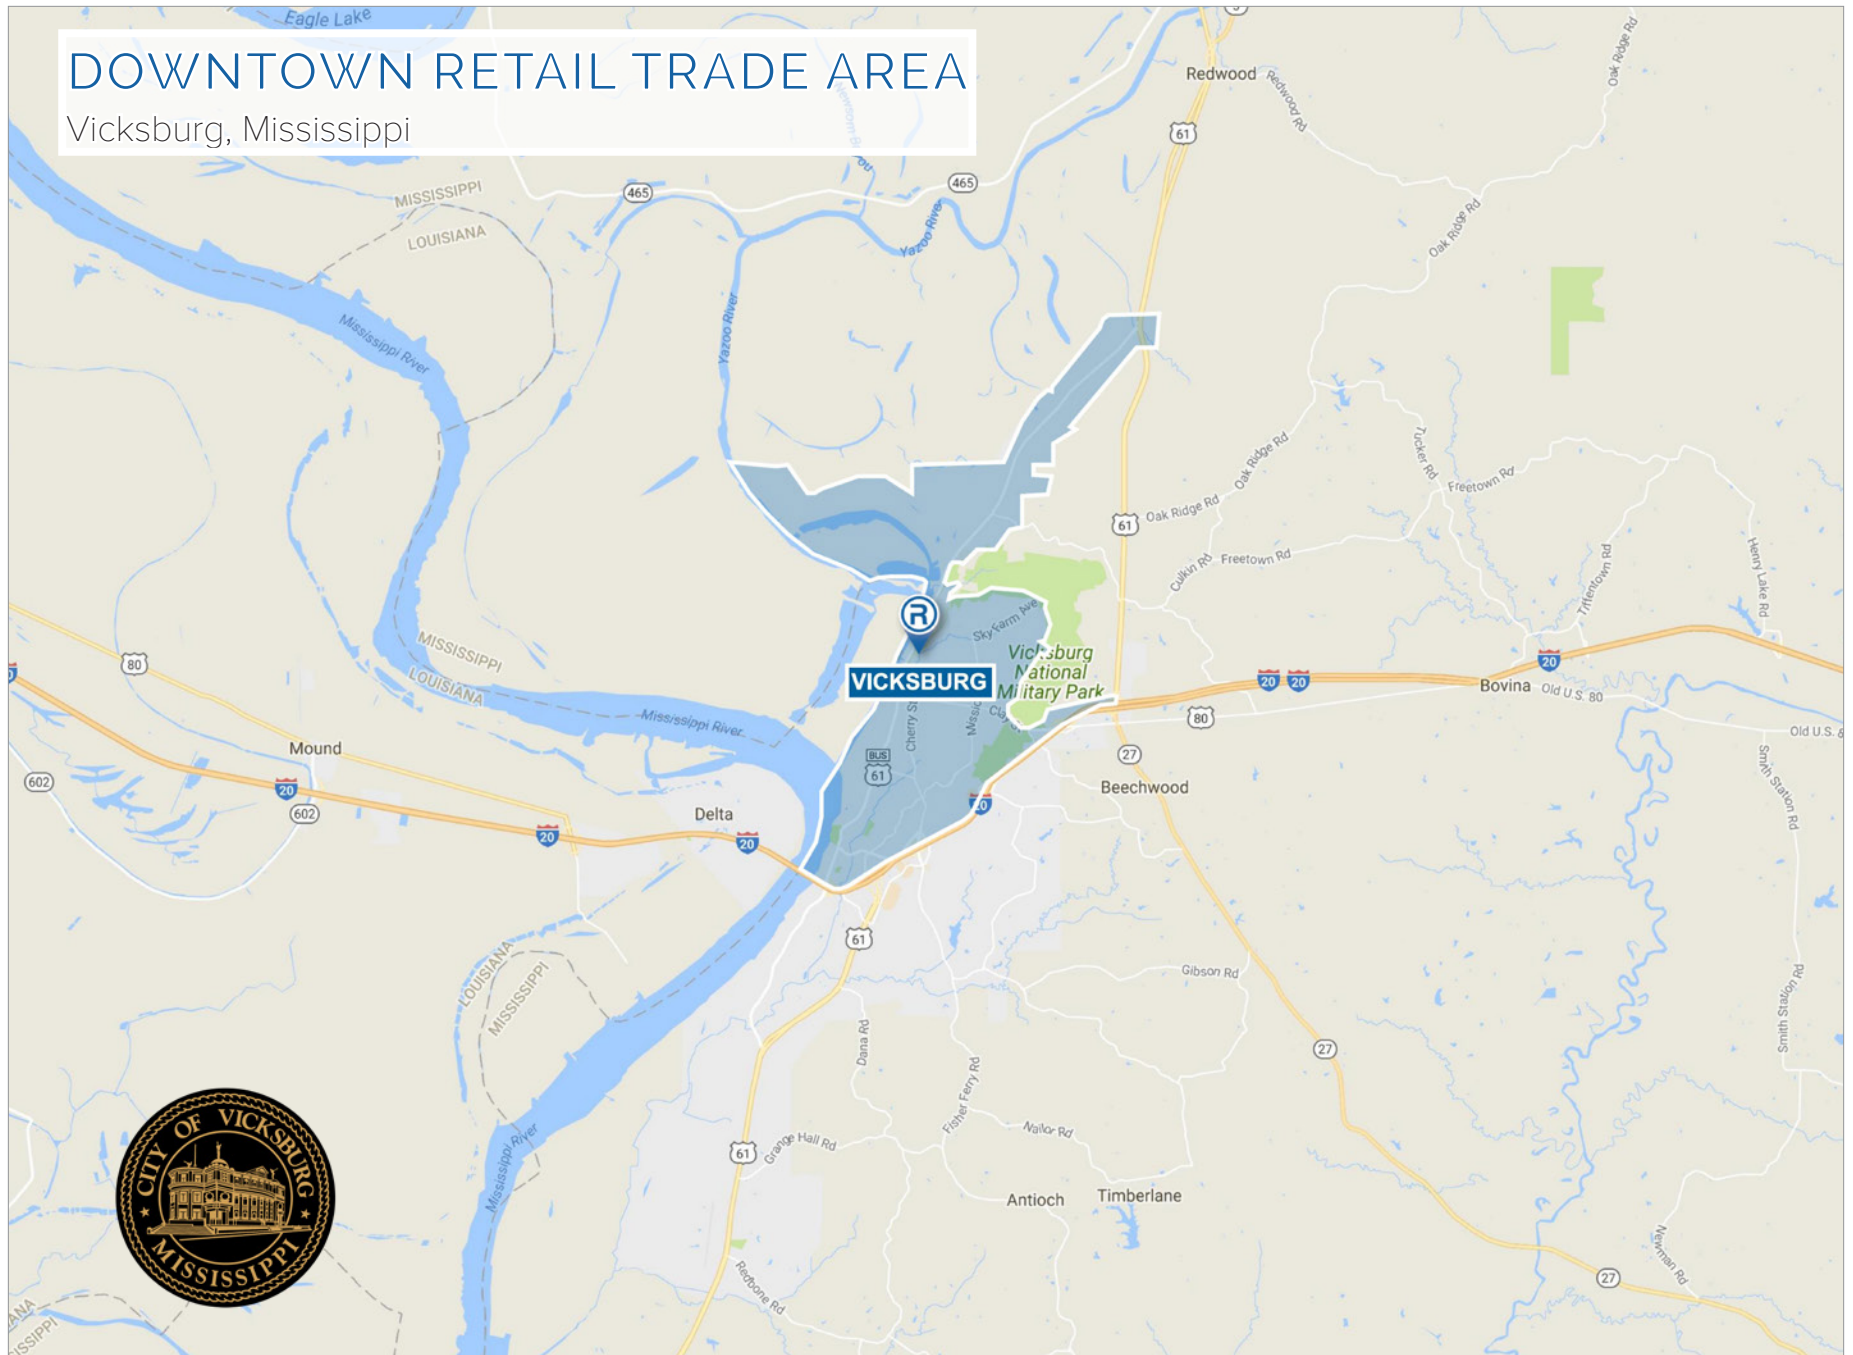 Eagle Lake
DOWNTOWN RETAIL TRADE AREA
Vicksburg, Mississippi
Redwood
Redwood Rd
Oak Ridge Rd
61
465
465
MISSISSIPPI
LOUISIANA
Yazoo River
Oak Ridge Rd
Mississippi River
Yazoo River
Tucker Rd
Freetown Rd
Oak Ridge Rd
Oak Ridge Rd
61
Culkin Rd
Freetown Rd
Tiffentown Rd
Henry Lake Rd
R
Sky Farm Ave
Vicksburg
National
Military Park
VICKSBURG
MISSISSIPPI
LOUISIANA
80
20
20
20
Bovina
Old U.S. 80
Old U.S. 8
Mississippi River
Cherry St
80
Mound
BUS
61
27
Beechwood
Smith Station Rd
602
20
602
Delta
20
20
20
61
LOUISIANA
MISSISSIPPI
Gibson Rd
Smith Station Rd
Dana Rd
27
Fisher Ferry Rd
Nailor Rd
Grange Hall Rd
61
Mississippi River
Antioch
Timberlane
CITY OF VICKSBURG
MISSISSIPPI
Newman Rd
Redbone Rd
27